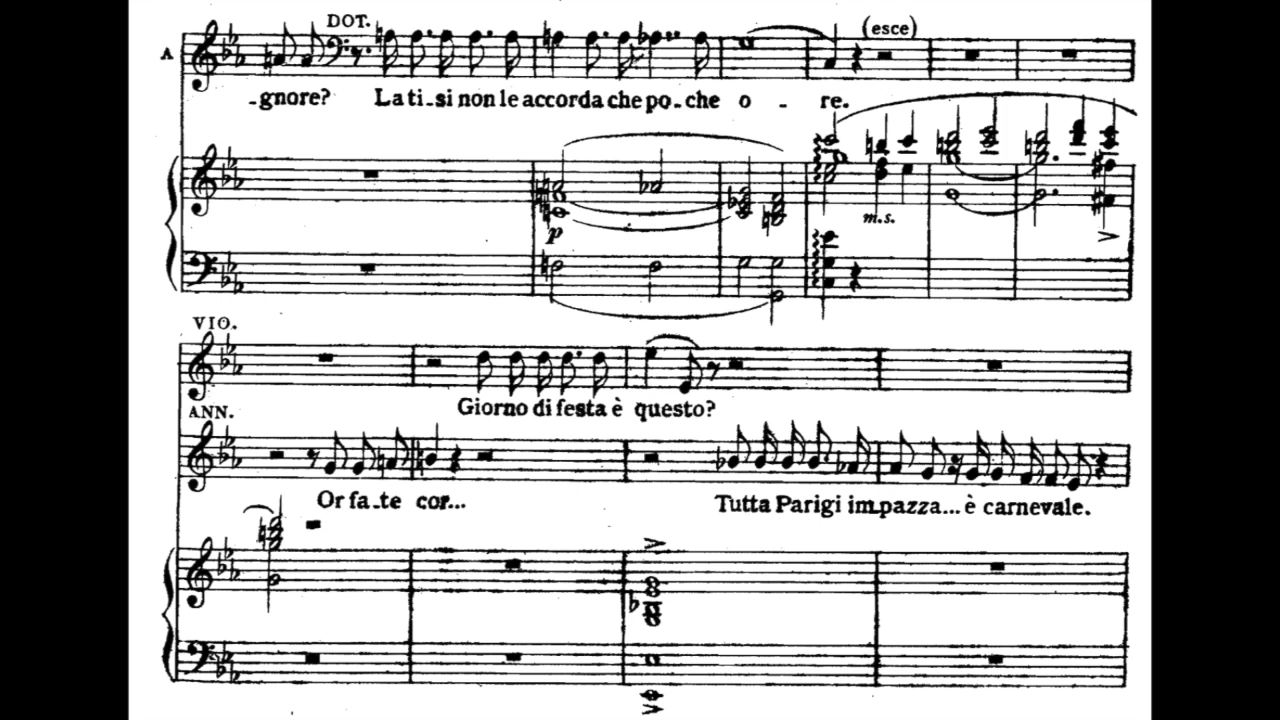 DOT.
(esce)
A
-gnore? La ti-si non le accorda che po-che o - re.
p
m.s.
VIO.
Giorno di festa è questo?
ANN.
Or fa-te cor...
Tutta Parigi im-pazza... è carnevale.